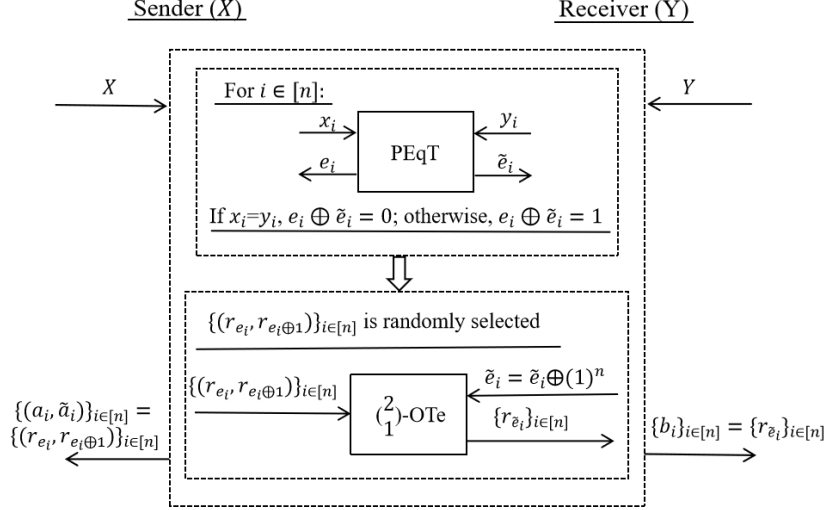 Sender (X) Receiver (Y)
X Y
For i ∈ [n]:
x_i y_i
PEqT
e_i ẽ_i
If x_i=y_i, e_i ⊕ ẽ_i = 0; otherwise, e_i ⊕ ẽ_i = 1
{(r_{e_i}, r_{e_i⊕1})}_{i∈[n]} is randomly selected
{(r_{e_i}, r_{e_i⊕1})}_{i∈[n]} ẽ_i = ẽ_i⊕(1)^n
(2 1)-OTe
{r_{ẽ_i}}_{i∈[n]}
{(a_i, ã_i)}_{i∈[n]} =
{(r_{e_i}, r_{e_i⊕1})}_{i∈[n]}
{b_i}_{i∈[n]} = {r_{ẽ_i}}_{i∈[n]}